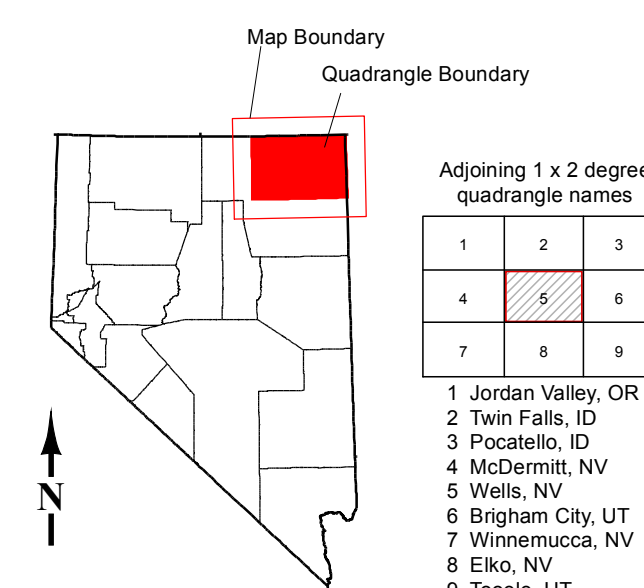 Map Boundary
Quadrangle Boundary
Adjoining 1 x 2 degree
quadrangle names
1 2 3
4 5 6
7 8 9
1 Jordan Valley, OR
2 Twin Falls, ID
3 Pocatello, ID
4 McDermitt, NV
5 Wells, NV
6 Brigham City, UT
7 Winnemucca, NV
8 Elko, NV
N